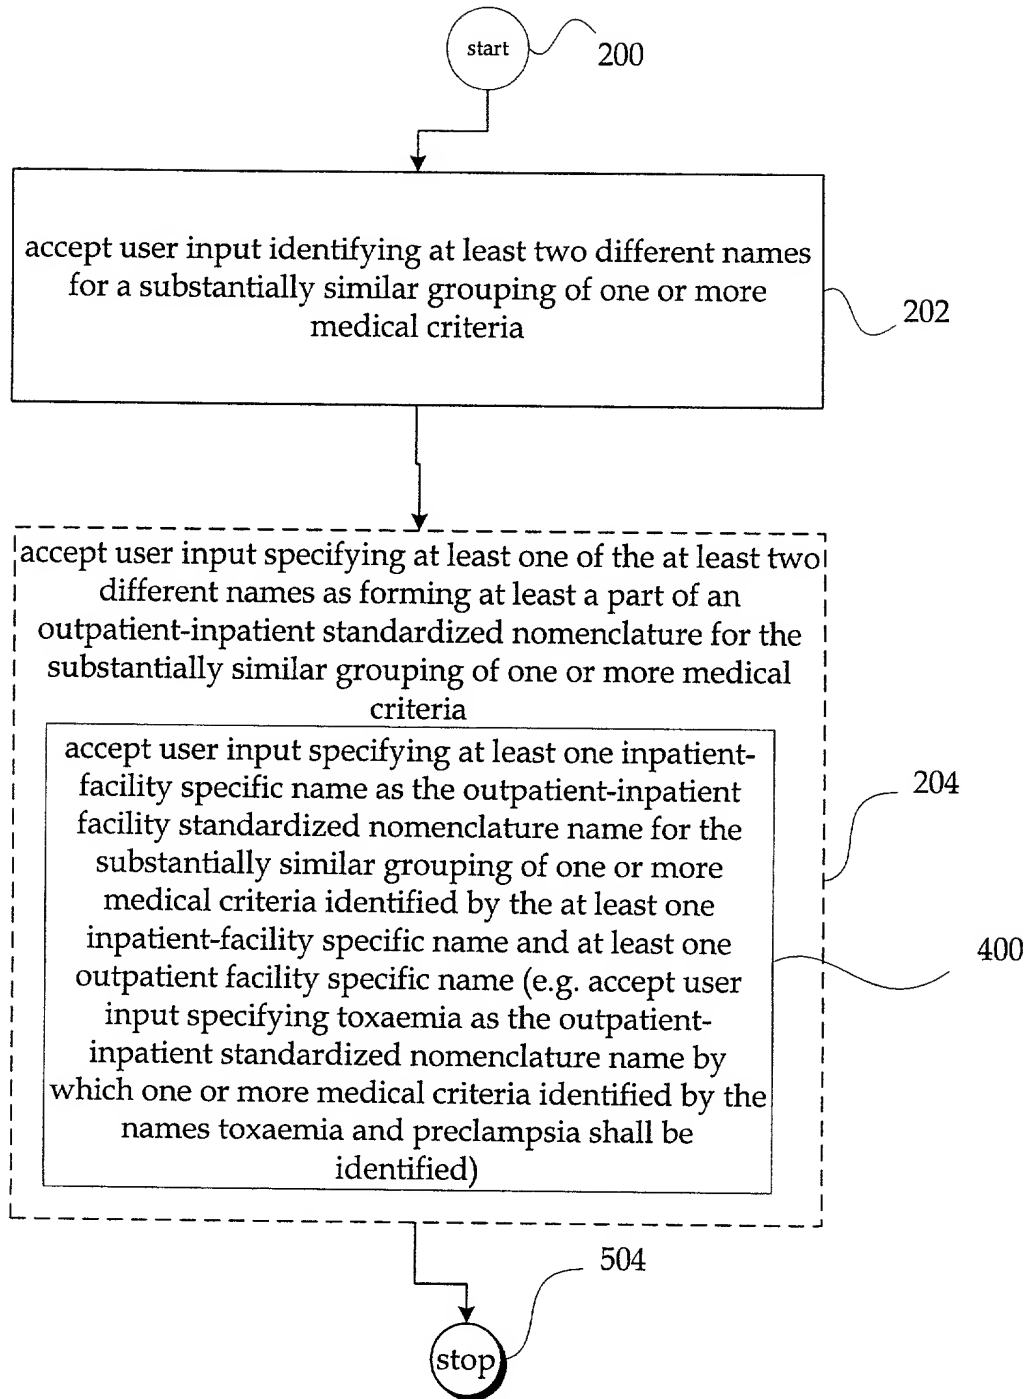 start
200
accept user input identifying at least two different names
for a substantially similar grouping of one or more
medical criteria
202
accept user input specifying at least one of the at least two
different names as forming at least a part of an
outpatient-inpatient standardized nomenclature for the
substantially similar grouping of one or more medical
criteria
204
accept user input specifying at least one inpatient-
facility specific name as the outpatient-inpatient
facility standardized nomenclature name for the
substantially similar grouping of one or more
medical criteria identified by the at least one
inpatient-facility specific name and at least one
outpatient facility specific name (e.g. accept user
input specifying toxaemia as the outpatient-
inpatient standardized nomenclature name by
which one or more medical criteria identified by the
names toxaemia and preclampsia shall be
identified)
400
504
stop